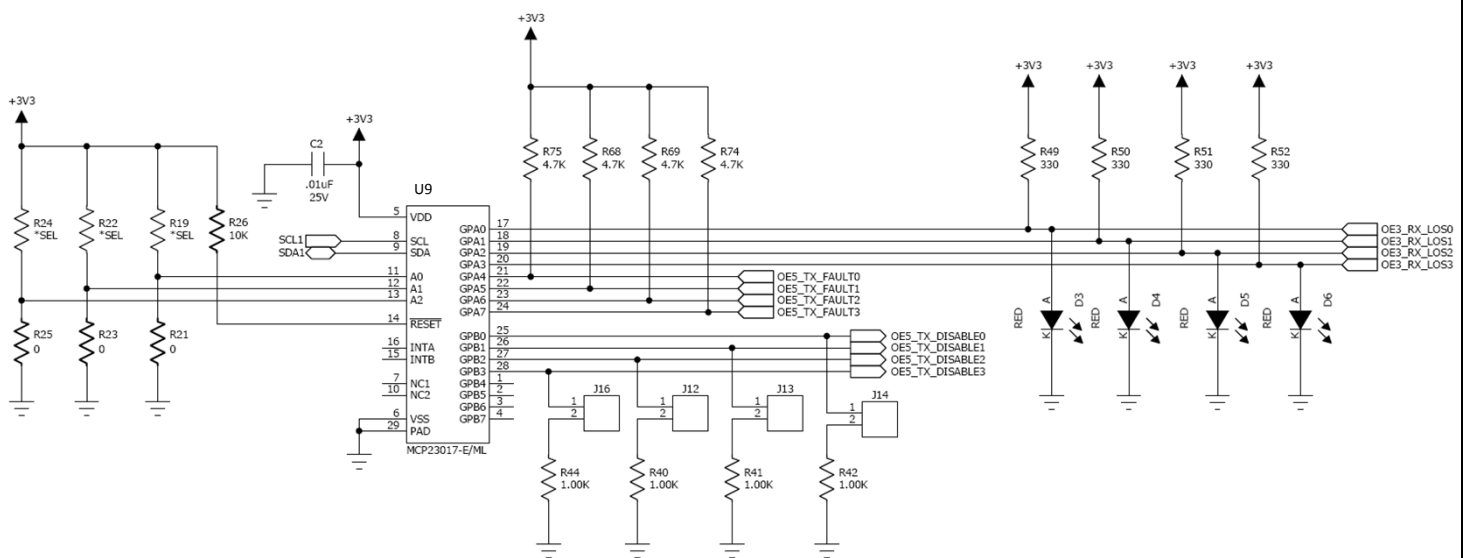 +3V3
+3V3
+3V3
+3V3
+3V3
+3V3
+3V3
C2
.01uF
25V
R24
*SEL
R22
*SEL
R19
*SEL
R26
10K
R75
4.7K
R68
4.7K
R69
4.7K
R74
4.7K
R49
330
R50
330
R51
330
R52
330
U9
5 VDD
SCL1 8 SCL
SDA1 9 SDA
11 A0
12 A1
13 A2
14 RESET
16 INTA
15 INTB
7 NC1
10 NC2
6 VSS
29 PAD
GPA0 17
GPA1 18
GPA2 19
GPA3 20
GPA4 21
GPA5 22
GPA6 23
GPA7 24
GPB0 25
GPB1 26
GPB2 27
GPB3 28
GPB4 1
GPB5 2
GPB6 3
GPB7 4
MCP23017-E/ML
OE3_RX_LOS0
OE3_RX_LOS1
OE3_RX_LOS2
OE3_RX_LOS3
OE5_TX_FAULT0
OE5_TX_FAULT1
OE5_TX_FAULT2
OE5_TX_FAULT3
OE5_TX_DISABLE0
OE5_TX_DISABLE1
OE5_TX_DISABLE2
OE5_TX_DISABLE3
R25
0
R23
0
R21
0
RED
A
K
D3
RED
A
K
D4
RED
A
K
D5
RED
A
K
D6
J16
1
2
J12
1
2
J13
1
2
J14
1
2
R44
1.00K
R40
1.00K
R41
1.00K
R42
1.00K